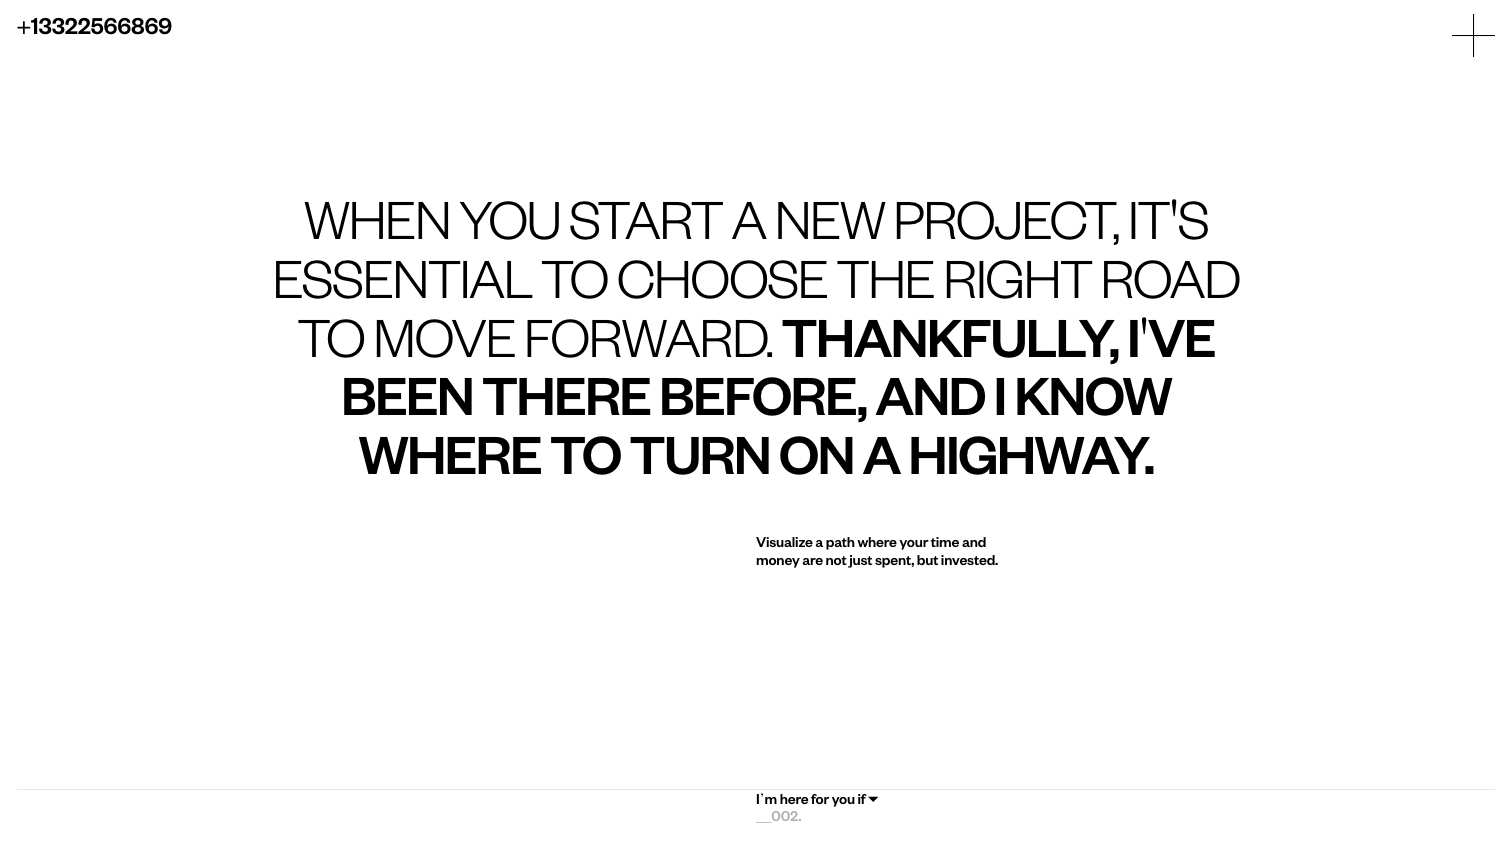 +13322566869
WHEN YOU START A NEW PROJECT, IT'S
ESSENTIAL TO CHOOSE THE RIGHT ROAD
TO MOVE FORWARD. THANKFULLY, I'VE
BEEN THERE BEFORE, AND I KNOW
WHERE TO TURN ON A HIGHWAY.
Visualize a path where your time and
money are not just spent, but invested.
I`m here for you if
__002.